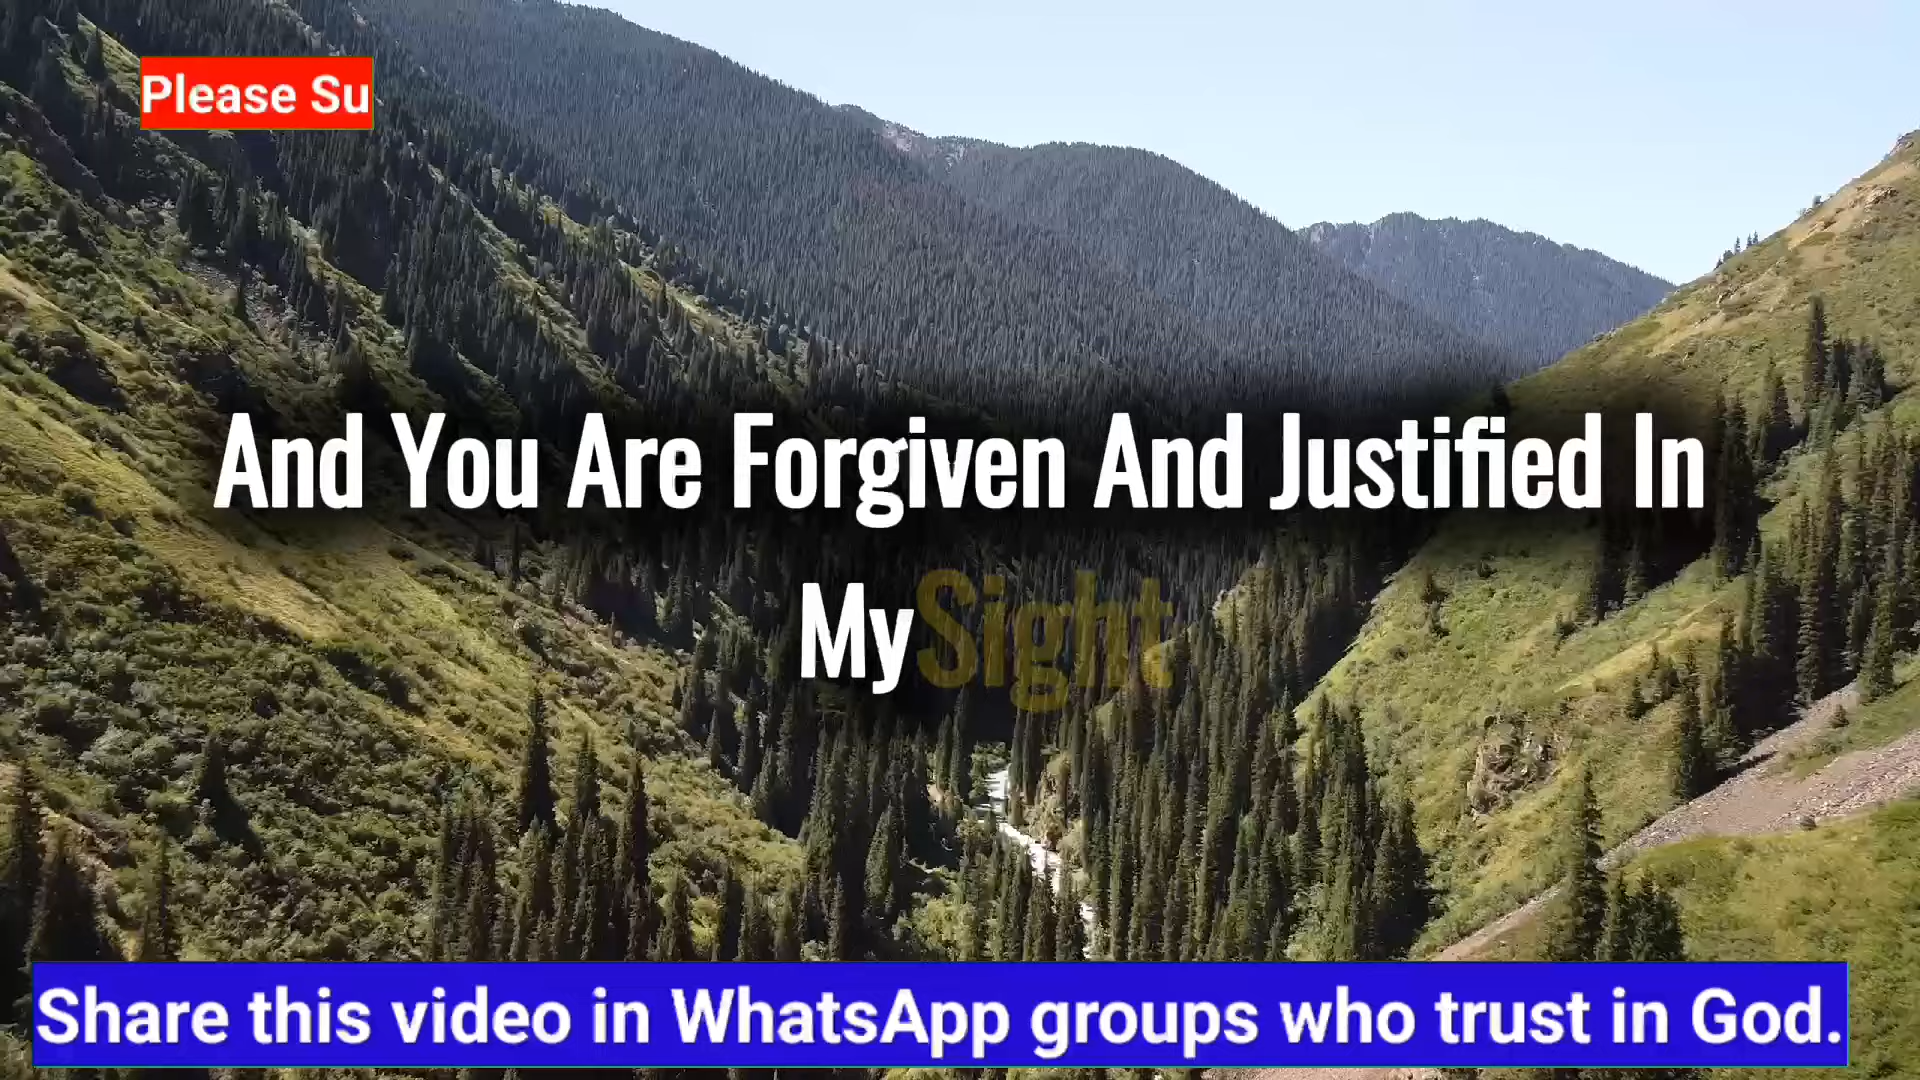 Please Su
And You Are Forgiven And Justified In
My Sight
Share this video in WhatsApp groups who trust in God.